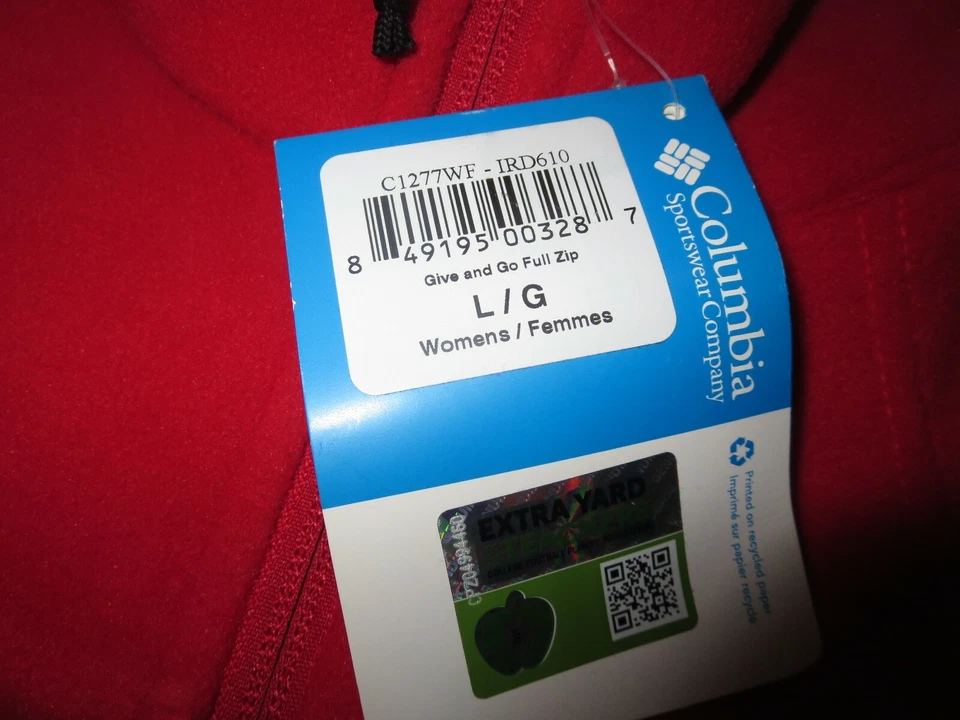 C1277WF - IRD610
8 49195 00328 7
Give and Go Full Zip
L / G
Womens / Femmes
Columbia
Sportswear Company
Printed on recycled paper
Imprimé sur papier recyclé
EXTRA YARD